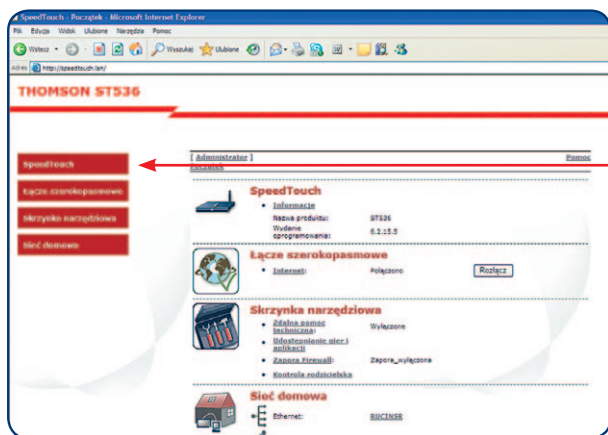 SpeedTouch - Początek - Microsoft Internet Explorer
Plik Edycja Widok Ulubione Narzędzia Pomoc
Wstecz Wyszukaj Ulubione
Adres http://speedtouch.lan/
THOMSON ST536
SpeedTouch
Łącze szerokopasmowe
Skrzynka narzędziowa
Sieć domowa
[ Administrator ] Pomoc
Początek
SpeedTouch
Informacje
Nazwa produktu: ST536
Wydanie oprogramowania: 6.2.15.5
Łącze szerokopasmowe
Internet: Połączono Rozłącz
Skrzynka narzędziowa
Zdalna pomoc techniczna: Wyłączone
Udostępnianie gier i aplikacji
Zapora Firewall: Zapora_wyłączona
Kontrola rodzicielska
Sieć domowa
Ethernet: RUCINSR